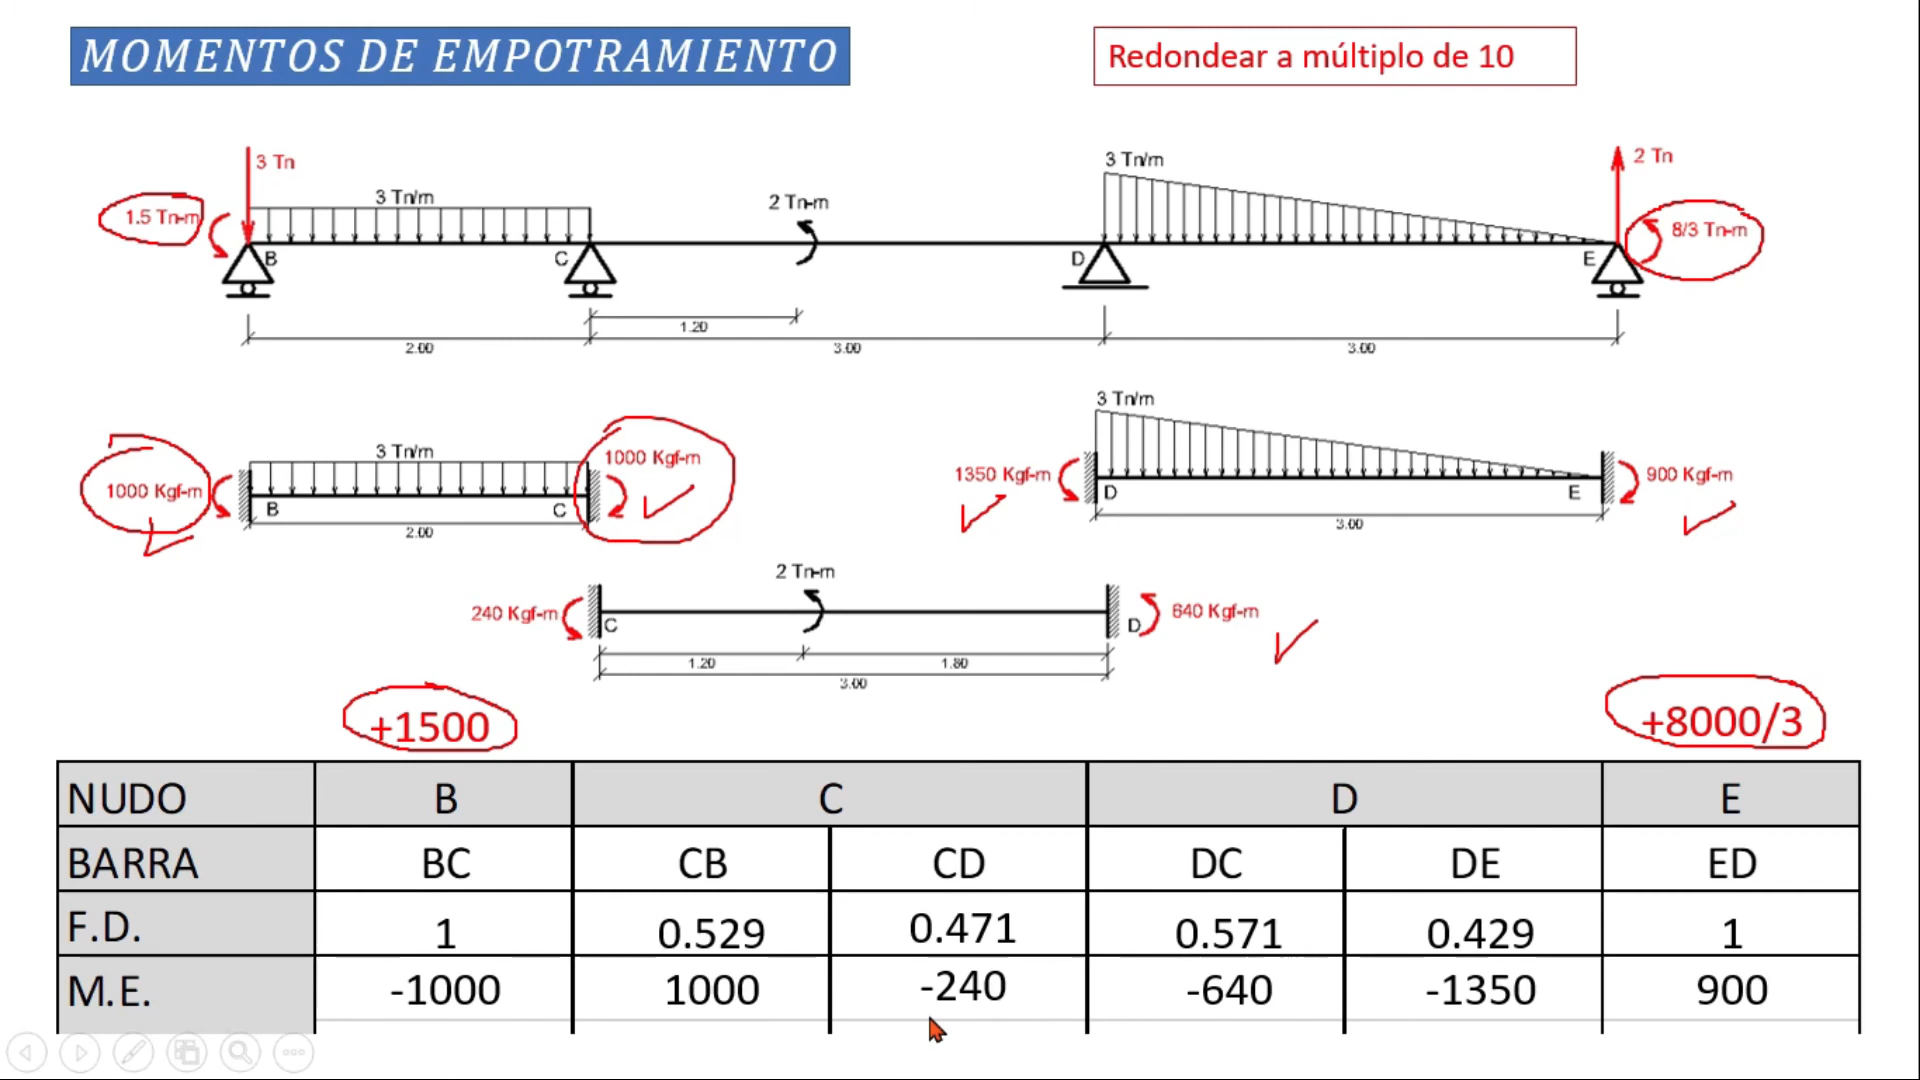 MOMENTOS DE EMPOTRAMIENTO
Redondear a múltiplo de 10
3 Tn
1.5 Tn-m
3 Tn/m
2 Tn-m
3 Tn/m
2 Tn
8/3 Tn-m
B
C
D
E
1.20
2.00
3.00
3.00
3 Tn/m
1000 Kgf-m
1000 Kgf-m
B
C
2.00
3 Tn/m
1350 Kgf-m
900 Kgf-m
D
E
3.00
2 Tn-m
240 Kgf-m
640 Kgf-m
C
D
1.20
1.80
3.00
+1500
+8000/3
NUDO B C D E
BARRA BC CB CD DC DE ED
F.D. 1 0.529 0.471 0.571 0.429 1
M.E. -1000 1000 -240 -640 -1350 900